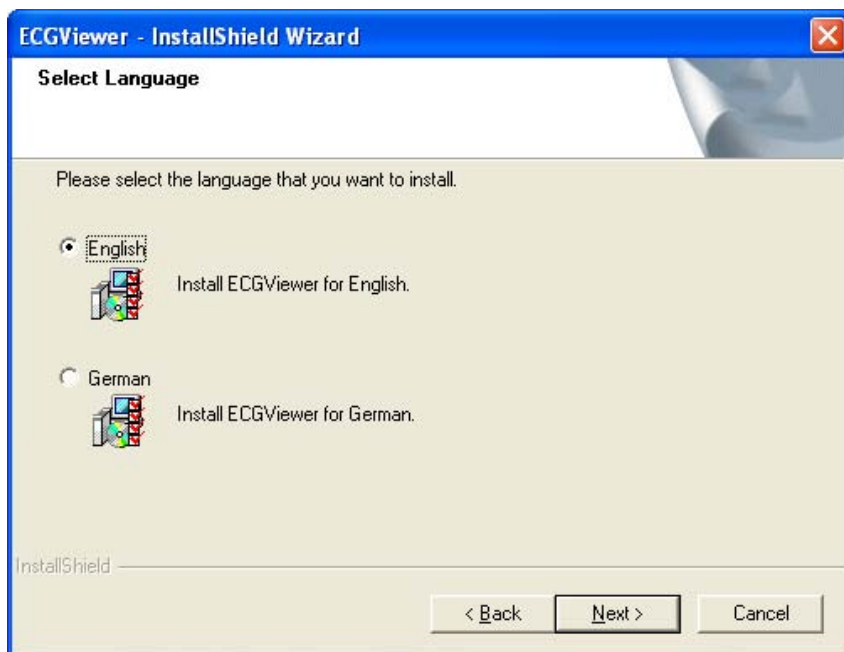 ECGViewer - InstallShield Wizard
Select Language
Please select the language that you want to install.
English
Install ECGViewer for English.
German
Install ECGViewer for German.
InstallShield
< Back
Next >
Cancel